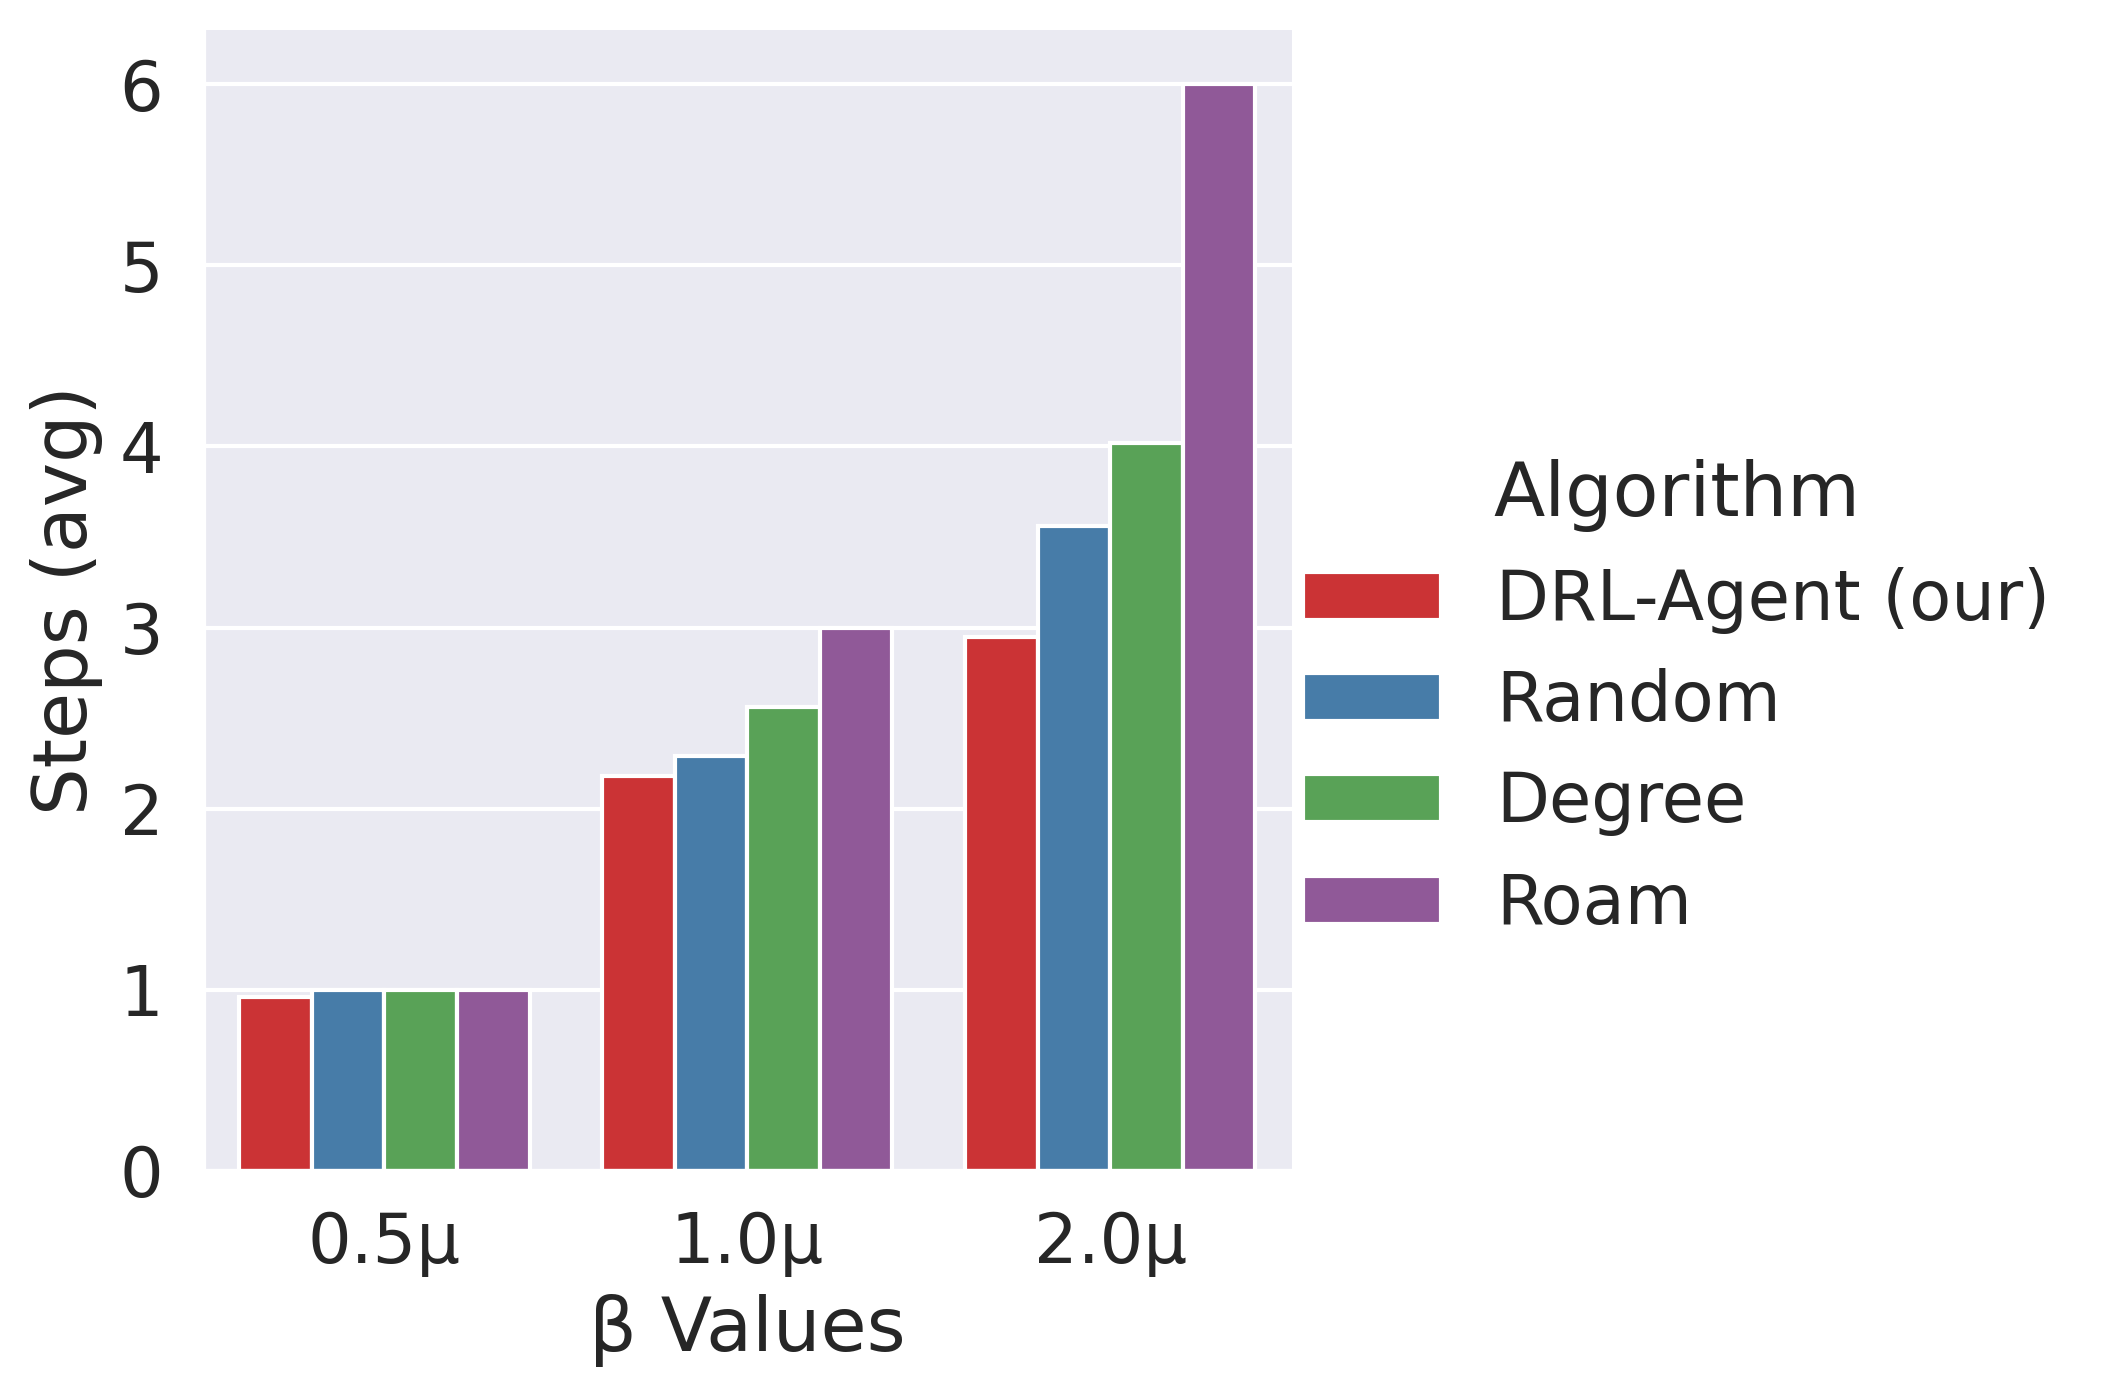 6
5
4
3
2
1
0
Steps (avg)
0.5μ 1.0μ 2.0μ
β Values
Algorithm
DRL-Agent (our)
Random
Degree
Roam